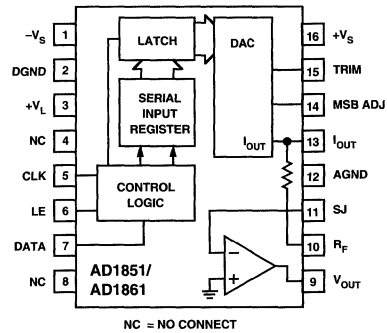 −VS 1
DGND 2
+VL 3
NC 4
CLK 5
LE 6
DATA 7
NC 8
LATCH
SERIAL
INPUT
REGISTER
CONTROL
LOGIC
DAC
IOUT
AD1851/
AD1861
−
+
16 +VS
15 TRIM
14 MSB ADJ
13 IOUT
12 AGND
11 SJ
10 RF
9 VOUT
NC = NO CONNECT